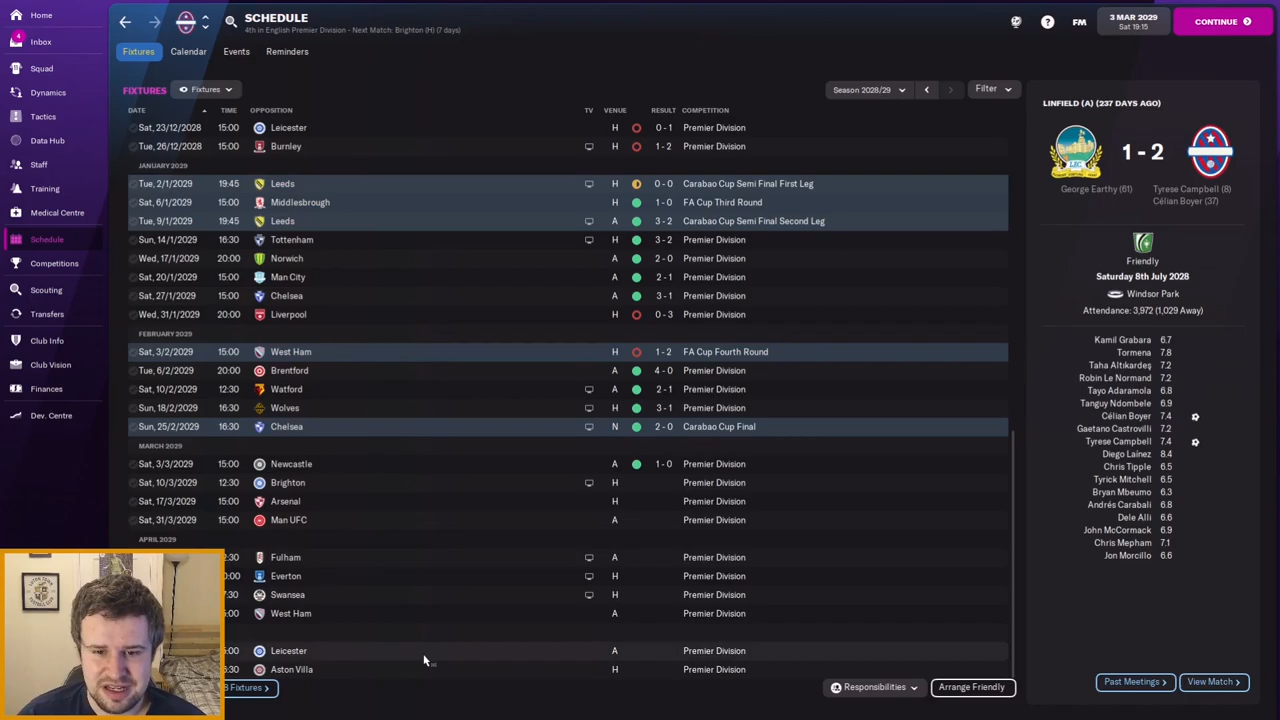 Home
SCHEDULE
4th in English Premier Division - Next Match: Brighton (H) (7 days)
FM
3 MAR 2029
Sat 19:15
CONTINUE
4
Inbox
Squad
Dynamics
Tactics
Data Hub
Staff
Training
Medical Centre
Schedule
Competitions
Scouting
Transfers
Club Info
Club Vision
Finances
Dev. Centre
Fixtures Calendar Events Reminders
FIXTURES Fixtures Season 2028/29 Filter
DATE TIME OPPOSITION TV VENUE RESULT COMPETITION
Sat, 23/12/2028 15:00 Leicester H 0 - 1 Premier Division
Tue, 26/12/2028 15:00 Burnley H 1 - 2 Premier Division
JANUARY 2029
Tue, 2/1/2029 19:45 Leeds H 0 - 0 Carabao Cup Semi Final First Leg
Sat, 6/1/2029 15:00 Middlesbrough H 1 - 0 FA Cup Third Round
Tue, 9/1/2029 19:45 Leeds A 3 - 2 Carabao Cup Semi Final Second Leg
Sun, 14/1/2029 16:30 Tottenham H 3 - 2 Premier Division
Wed, 17/1/2029 20:00 Norwich A 2 - 0 Premier Division
Sat, 20/1/2029 15:00 Man City A 2 - 1 Premier Division
Sat, 27/1/2029 15:00 Chelsea A 3 - 1 Premier Division
Wed, 31/1/2029 20:00 Liverpool H 0 - 3 Premier Division
FEBRUARY 2029
Sat, 3/2/2029 15:00 West Ham H 1 - 2 FA Cup Fourth Round
Tue, 6/2/2029 20:00 Brentford A 4 - 0 Premier Division
Sat, 10/2/2029 12:30 Watford A 2 - 1 Premier Division
Sun, 18/2/2029 16:30 Wolves H 3 - 1 Premier Division
Sun, 25/2/2029 16:30 Chelsea N 2 - 0 Carabao Cup Final
MARCH 2029
Sat, 3/3/2029 15:00 Newcastle A 1 - 0 Premier Division
Sat, 10/3/2029 12:30 Brighton H Premier Division
Sat, 17/3/2029 15:00 Arsenal H Premier Division
Sat, 31/3/2029 15:00 Man UFC A Premier Division
APRIL 2029
Fulham A Premier Division
Everton H Premier Division
Swansea H Premier Division
West Ham A Premier Division
Leicester A Premier Division
Aston Villa H Premier Division
Fixtures Responsibilities Arrange Friendly
LINFIELD (A) (237 DAYS AGO)
1 - 2
George Earthy (61) Tyrese Campbell (8)
Célian Boyer (37)
Friendly
Saturday 8th July 2028
Windsor Park
Attendance: 3,972 (1,029 Away)
Kamil Grabara 6.7
Tormena 7.8
Taha Altıkardeş 7.2
Robin Le Normand 7.2
Tayo Adaramola 6.8
Tanguy Ndombele 6.9
Célian Boyer 7.4
Gaetano Castrovilli 7.2
Tyrese Campbell 7.4
Diego Laínez 8.4
Chris Tipple 6.5
Tyrick Mitchell 6.5
Bryan Mbeumo 6.3
Andrés Carabalí 6.8
Dele Alli 6.6
John McCormack 6.9
Chris Mepham 7.1
Jon Morcillo 6.6
Past Meetings View Match